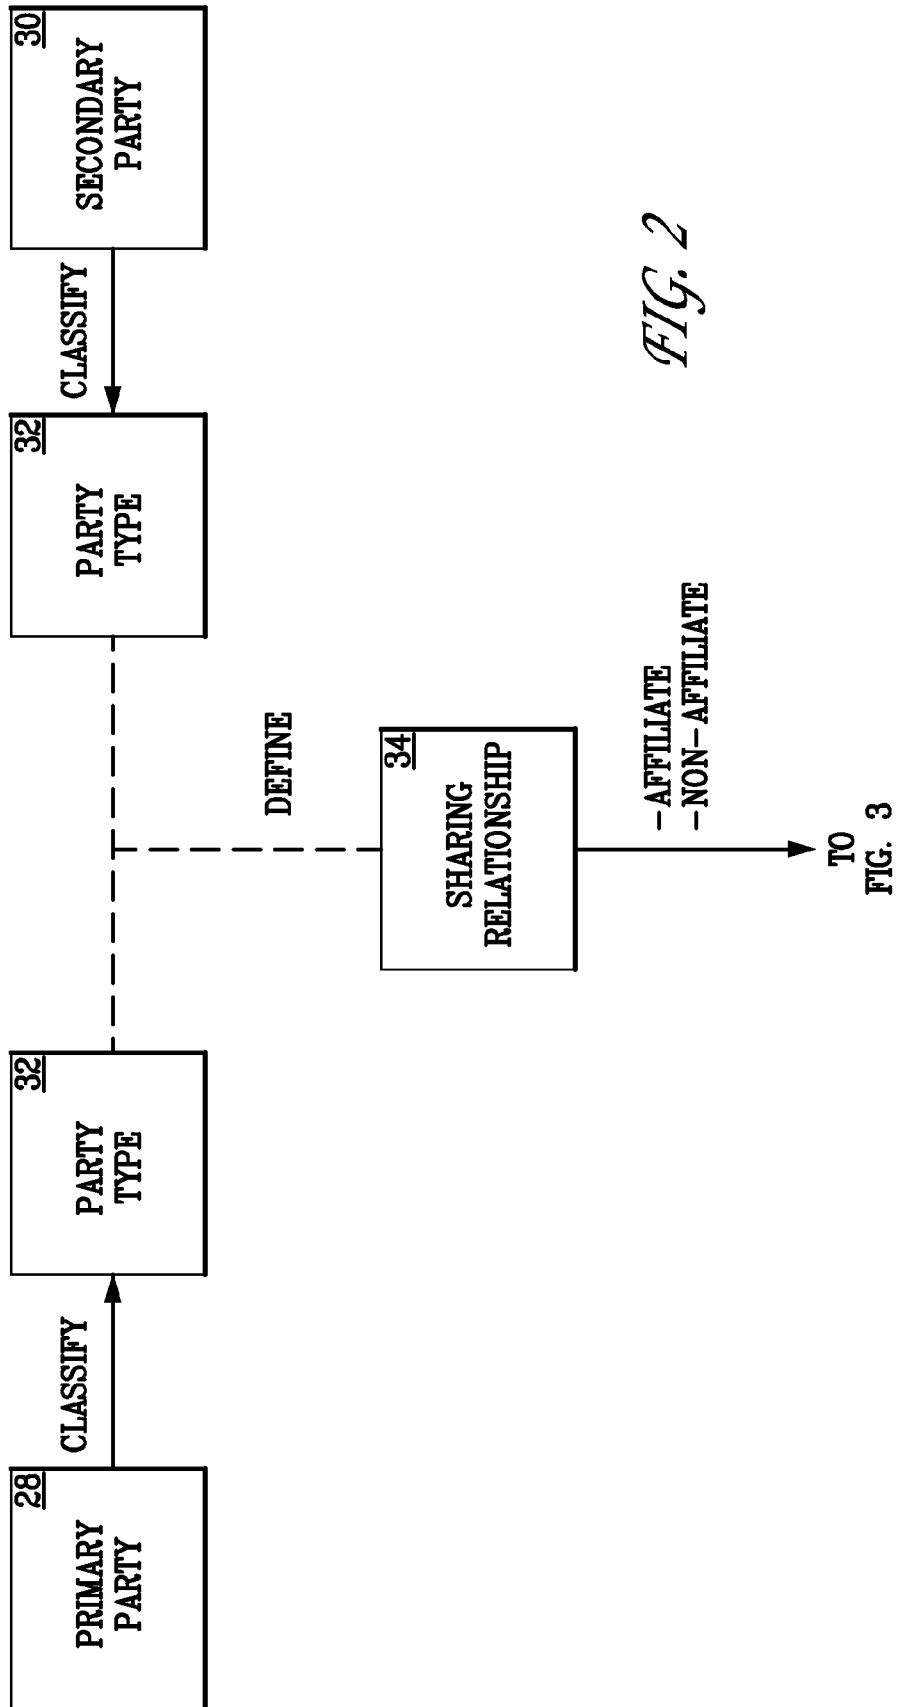 28
PRIMARY
PARTY
CLASSIFY
32
PARTY
TYPE
32
PARTY
TYPE
CLASSIFY
30
SECONDARY
PARTY
DEFINE
34
SHARING
RELATIONSHIP
-AFFILIATE
-NON-AFFILIATE
TO
FIG. 3
FIG. 2